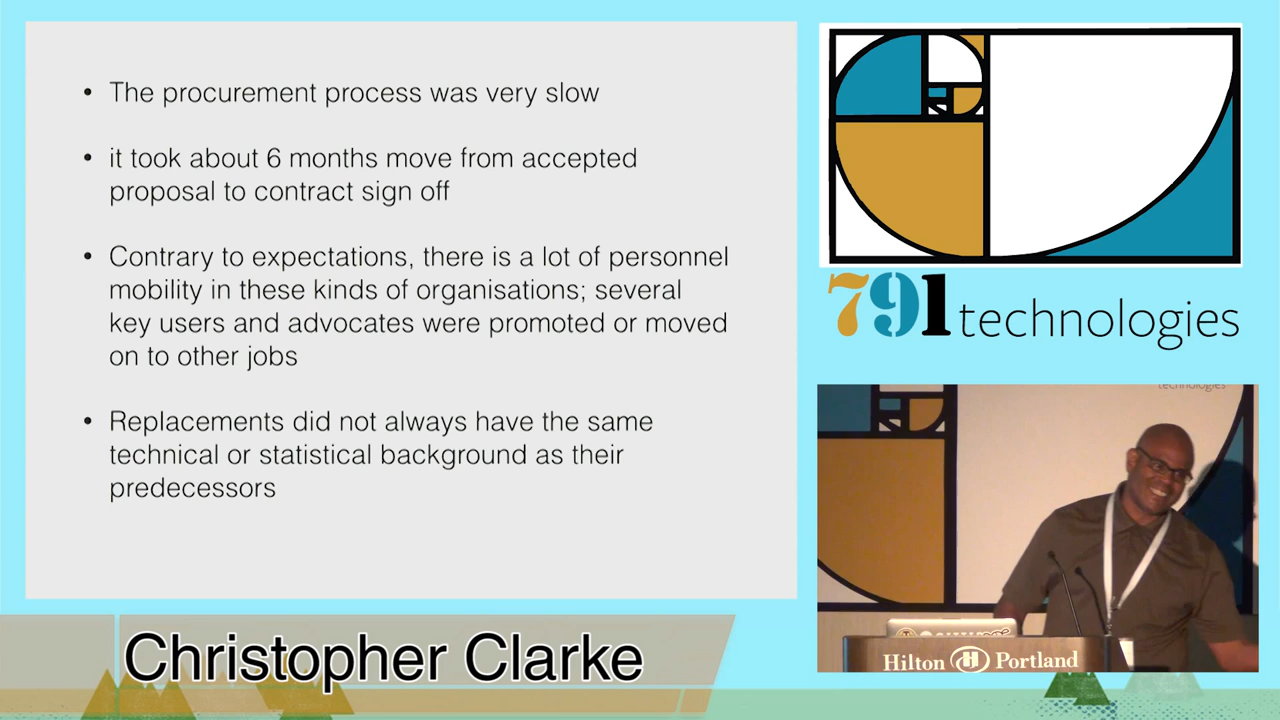 • The procurement process was very slow
• it took about 6 months move from accepted
proposal to contract sign off
• Contrary to expectations, there is a lot of personnel
mobility in these kinds of organisations; several
key users and advocates were promoted or moved
on to other jobs
• Replacements did not always have the same
technical or statistical background as their
predecessors
791 technologies
technologies
Hilton H Portland
Christopher Clarke